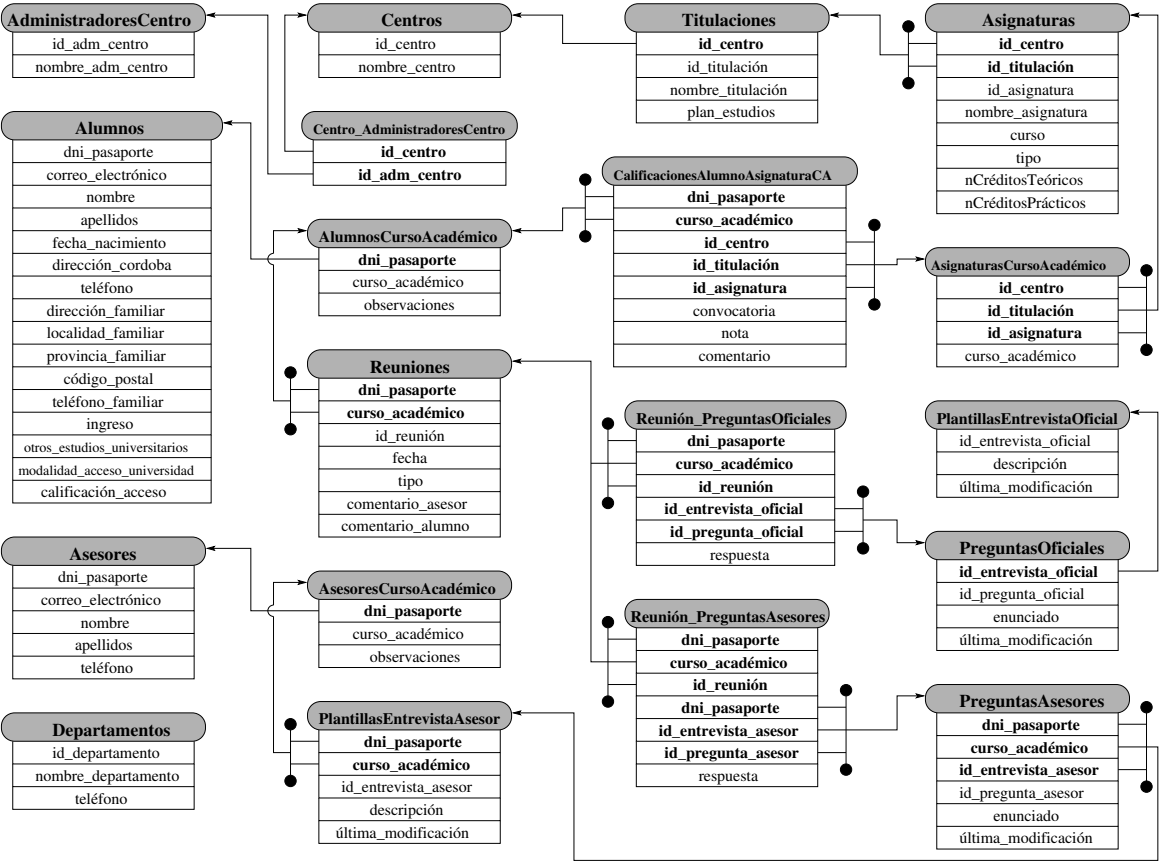 AdministradoresCentro
id_adm_centro
nombre_adm_centro
Centros
id_centro
nombre_centro
Titulaciones
id_centro
id_titulación
nombre_titulación
plan_estudios
Asignaturas
id_centro
id_titulación
id_asignatura
nombre_asignatura
curso
tipo
nCréditosTeóricos
nCréditosPrácticos
Alumnos
dni_pasaporte
correo_electrónico
nombre
apellidos
fecha_nacimiento
dirección_cordoba
teléfono
dirección_familiar
localidad_familiar
provincia_familiar
código_postal
teléfono_familiar
ingreso
otros_estudios_universitarios
modalidad_acceso_universidad
calificación_acceso
Centro_AdministradoresCentro
id_centro
id_adm_centro
CalificacionesAlumnoAsignaturaCA
dni_pasaporte
curso_académico
id_centro
id_titulación
id_asignatura
convocatoria
nota
comentario
AlumnosCursoAcadémico
dni_pasaporte
curso_académico
observaciones
AsignaturasCursoAcadémico
id_centro
id_titulación
id_asignatura
curso_académico
Reuniones
dni_pasaporte
curso_académico
id_reunión
fecha
tipo
comentario_asesor
comentario_alumno
Reunión_PreguntasOficiales
dni_pasaporte
curso_académico
id_reunión
id_entrevista_oficial
id_pregunta_oficial
respuesta
PlantillasEntrevistaOficial
id_entrevista_oficial
descripción
última_modificación
Asesores
dni_pasaporte
correo_electrónico
nombre
apellidos
teléfono
AsesoresCursoAcadémico
dni_pasaporte
curso_académico
observaciones
PreguntasOficiales
id_entrevista_oficial
id_pregunta_oficial
enunciado
última_modificación
Reunión_PreguntasAsesores
dni_pasaporte
curso_académico
id_reunión
dni_pasaporte
id_entrevista_asesor
id_pregunta_asesor
respuesta
Departamentos
id_departamento
nombre_departamento
teléfono
PlantillasEntrevistaAsesor
dni_pasaporte
curso_académico
id_entrevista_asesor
descripción
última_modificación
PreguntasAsesores
dni_pasaporte
curso_académico
id_entrevista_asesor
id_pregunta_asesor
enunciado
última_modificación